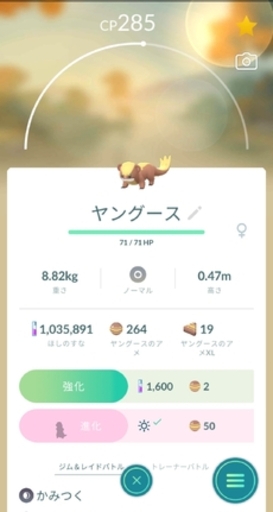 CP285
ヤングース
71 / 71 HP
8.82kg
重さ
ノーマル
0.47m
高さ
1,035,891
ほしのすな
264
ヤングースのア
メ
19
ヤングースのア
メXL
強化
1,600
2
進化
50
ジム&レイドバトル
トレーナーバトル
かみつく